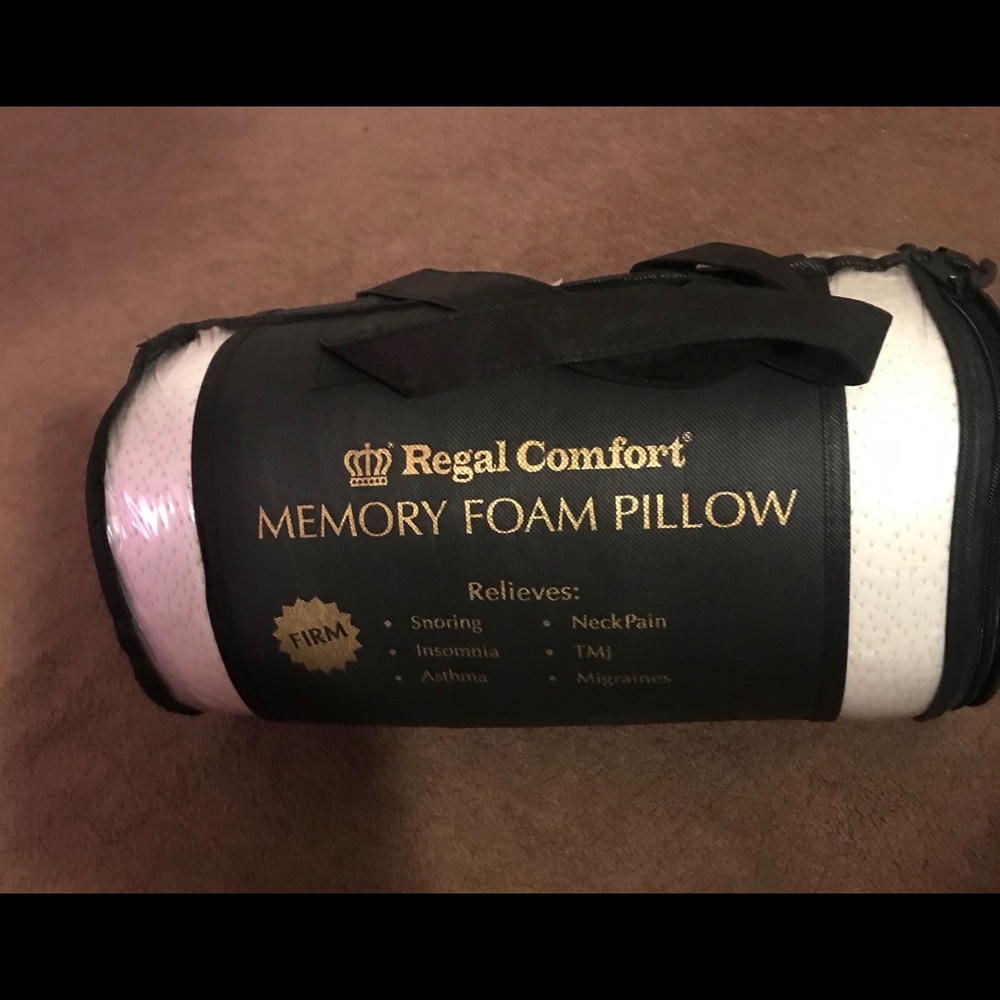 Regal Comfort®
MEMORY FOAM PILLOW
Relieves:
FIRM
• Snoring
• NeckPain
• Insomnia
• TMJ
• Asthma
• Migraines